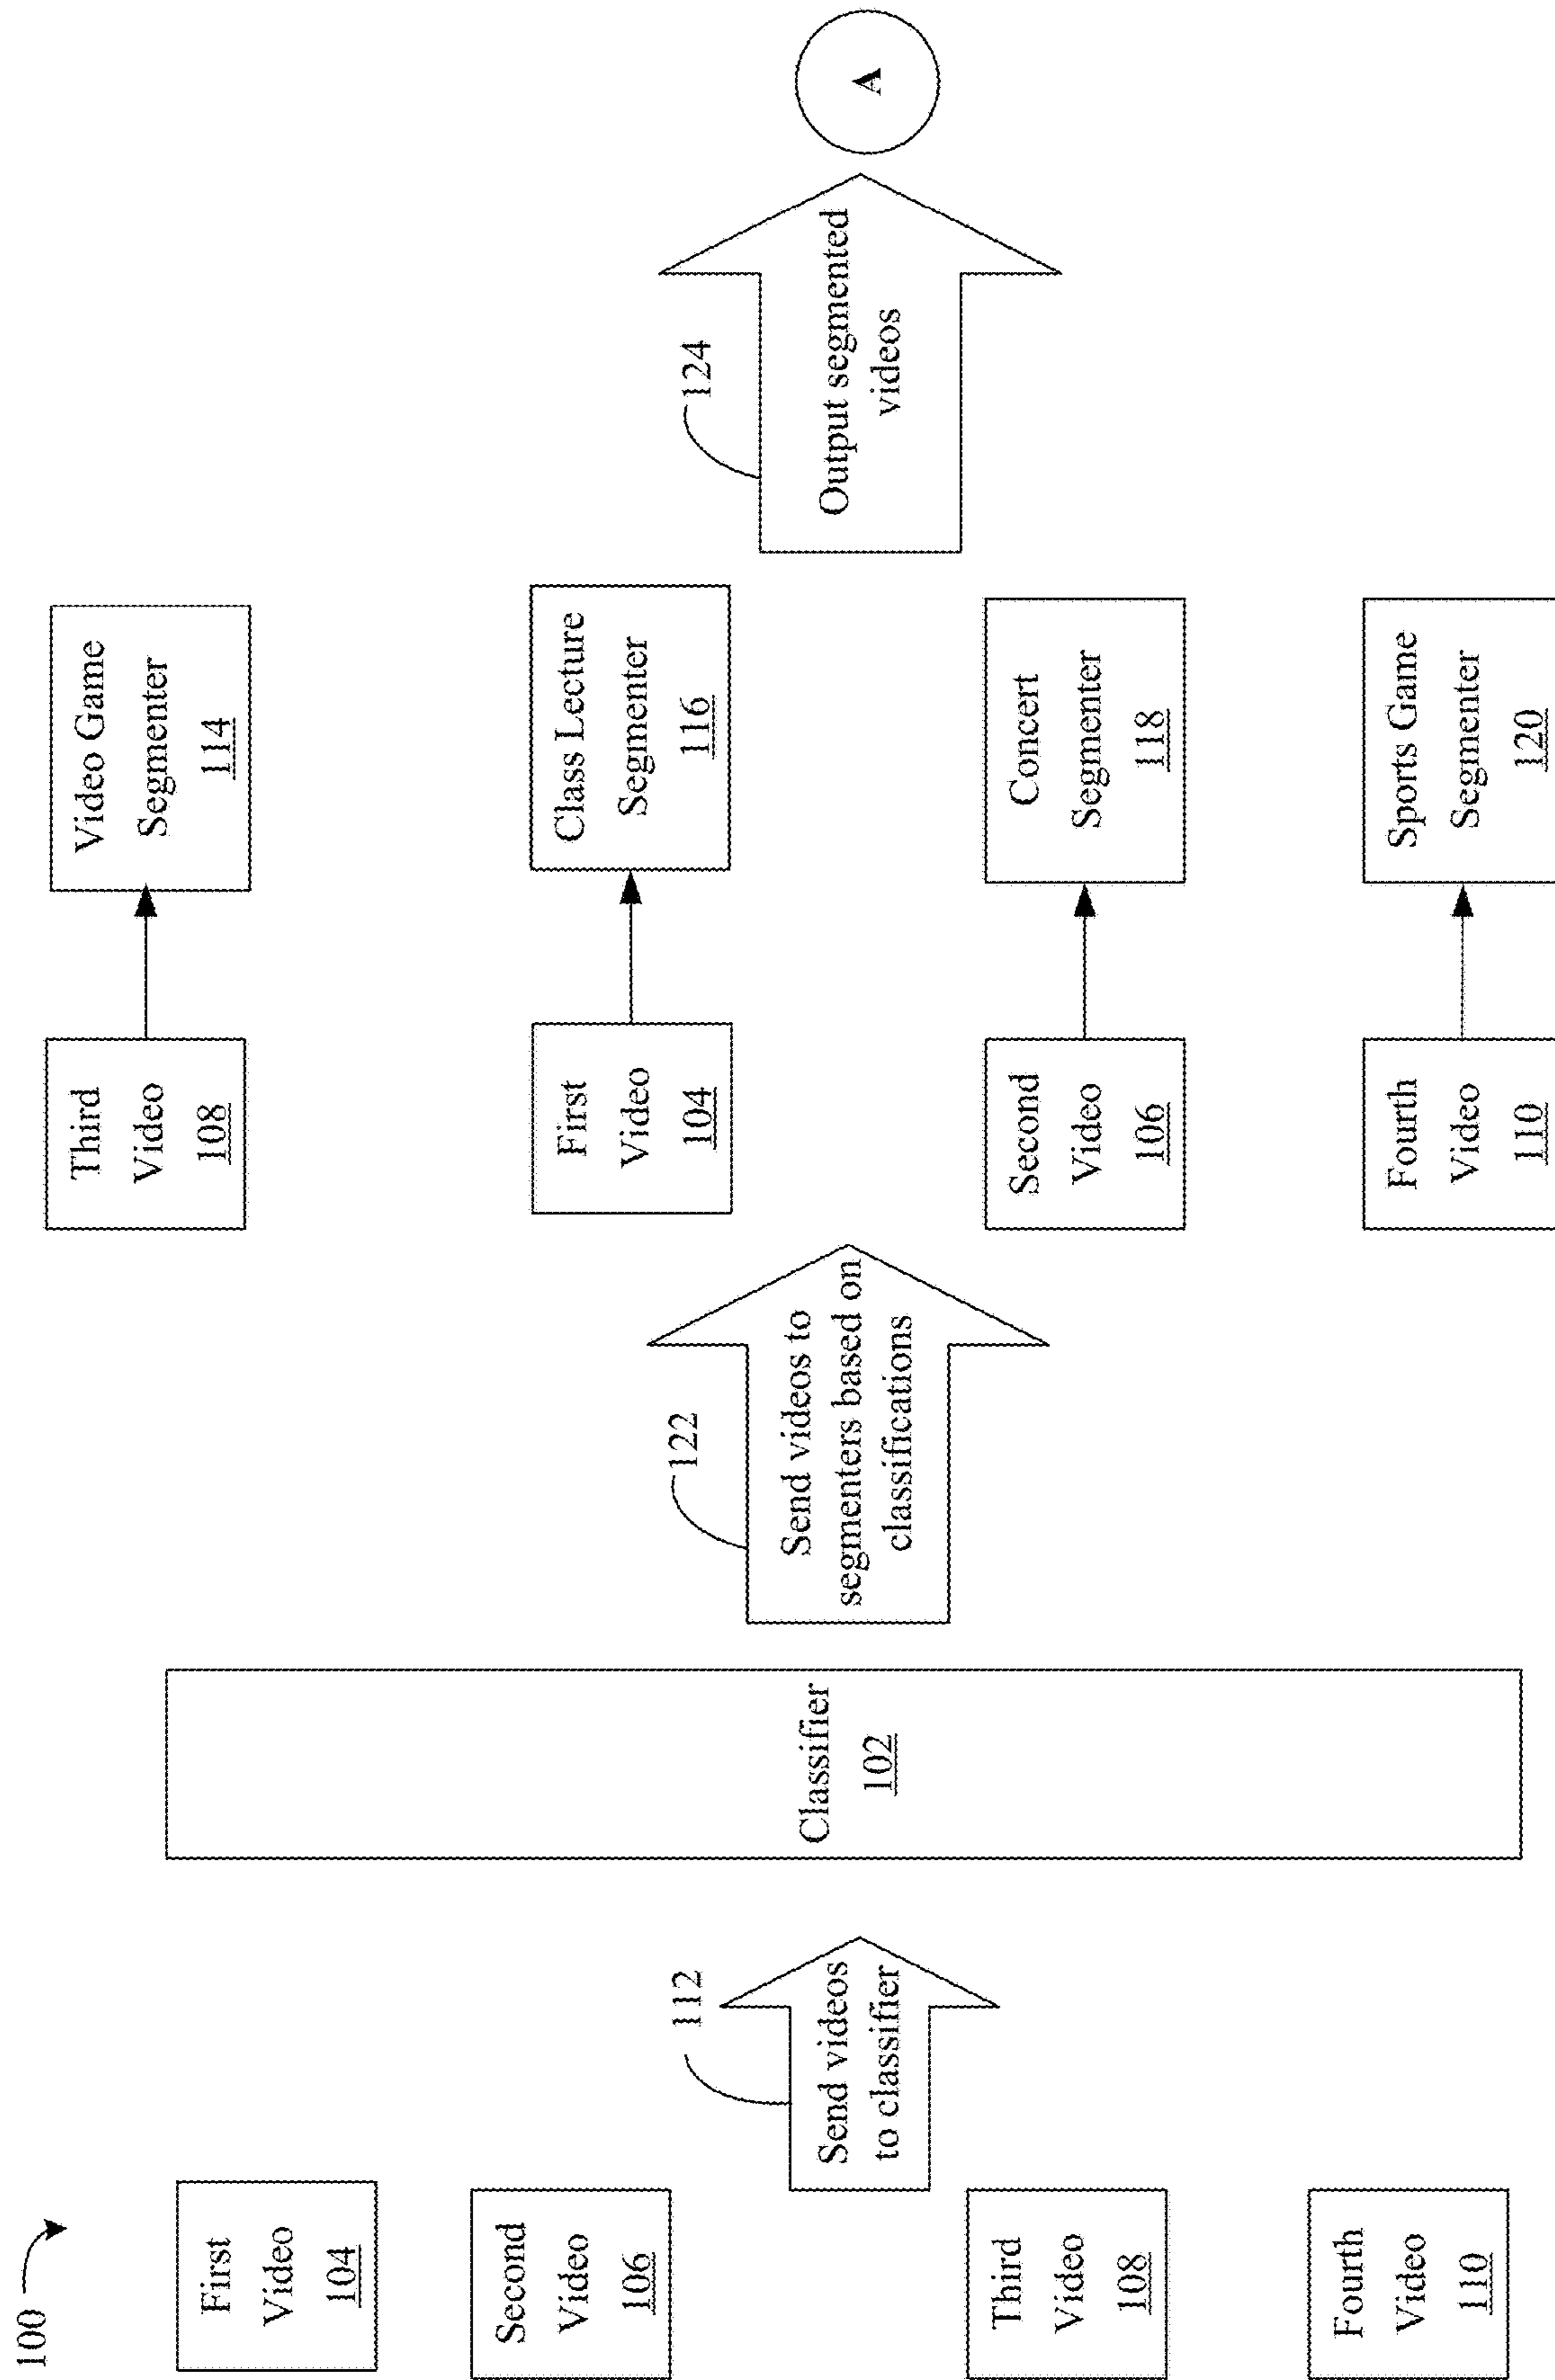 100
First
Video
104
Second
Video
106
Third
Video
108
Fourth
Video
110
112
Send videos
to classifier
Classifier
102
122
Send videos to
segmenters based on
classifications
Third
Video
108
First
Video
104
Second
Video
106
Fourth
Video
110
Video Game
Segmenter
114
Class Lecture
Segmenter
116
Concert
Segmenter
118
Sports Game
Segmenter
120
124
Output segmented
videos
A